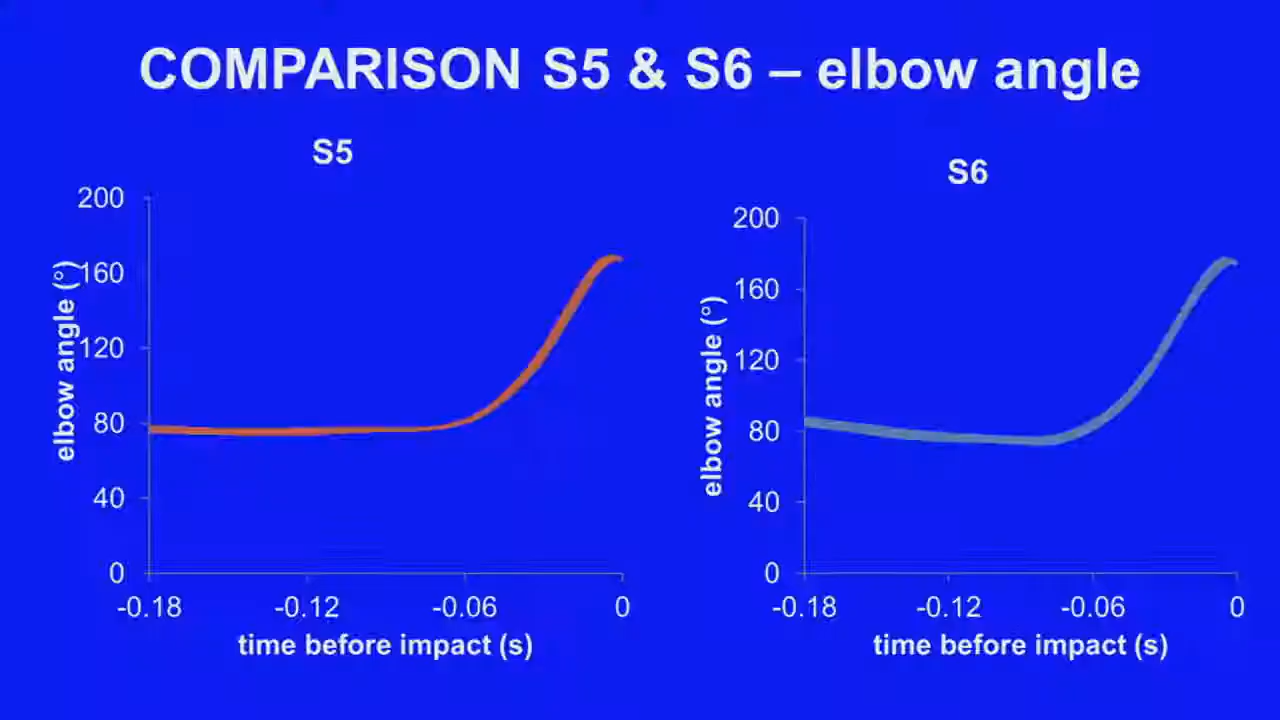 COMPARISON S5 & S6 – elbow angle
S5
200
160
120
80
40
0
elbow angle (°)
-0.18 -0.12 -0.06 0
time before impact (s)
S6
200
160
120
80
40
0
elbow angle (°)
-0.18 -0.12 -0.06 0
time before impact (s)